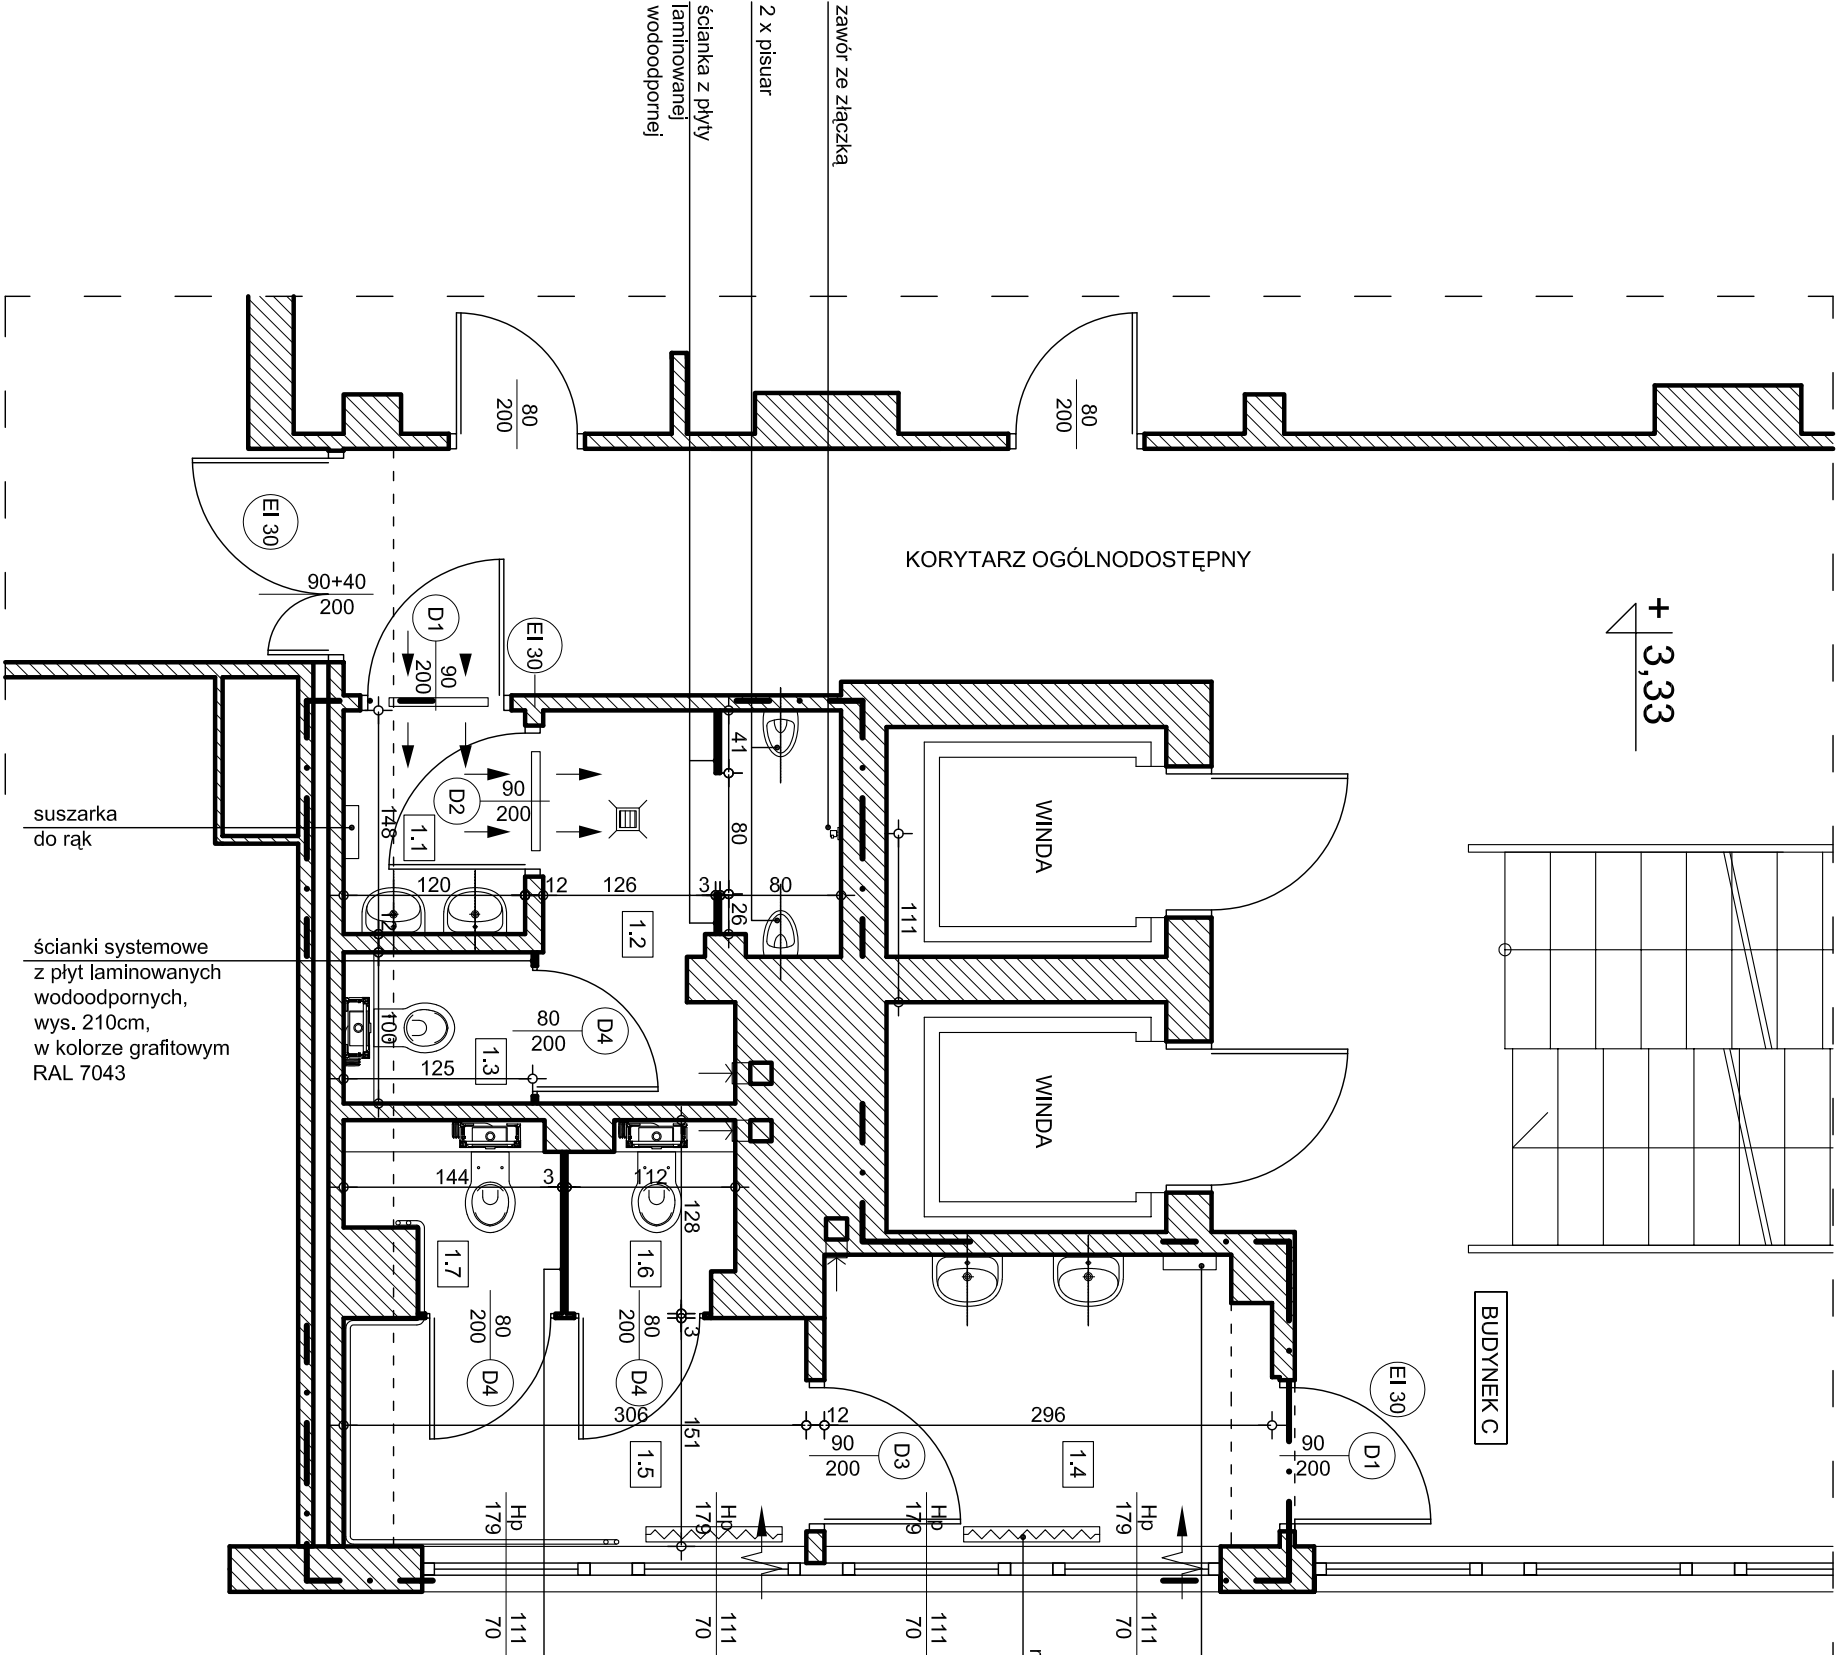 zawór ze złączką
2 x pisuar
ścianka z płyty
laminowanej
wodoodpornej
80
200
80
200
EI 30
90+40
200
D1
90
200
EI 30
KORYTARZ OGÓLNODOSTĘPNY
+ 3,33
suszarka
do rąk
ścianki systemowe
z płyt laminowanych
wodoodpornych,
wys. 210cm,
w kolorze grafitowym
RAL 7043
D2
90
200
148
1.1
120
12
126
3
80
41
80
26
12
1.2
111
WINDA
WINDA
100
125
1.3
80
200
D4
144
3
112
128
1.7
1.6
80
200
D4
80
200
D4
3
306
151
12
296
1.5
90
200
D3
1.4
90
200
D1
EI 30
BUDYNEK C
Hp
179
Hp
179
Hp
179
Hp
179
111
70
111
70
111
70
111
70